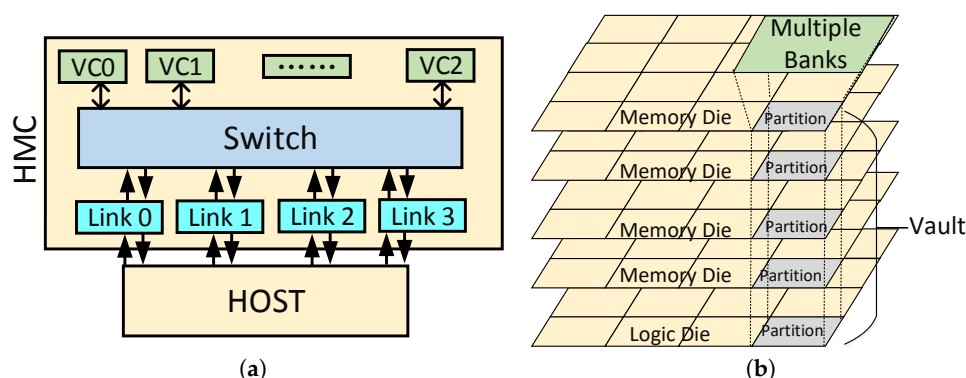 HMC
VC0
VC1
......
VC2
Switch
Link 0
Link 1
Link 2
Link 3
HOST
(a)
Multiple
Banks
Memory Die
Partition
Memory Die
Partition
Memory Die
Partition
Vault
Memory Die
Partition
Logic Die
Partition
(b)